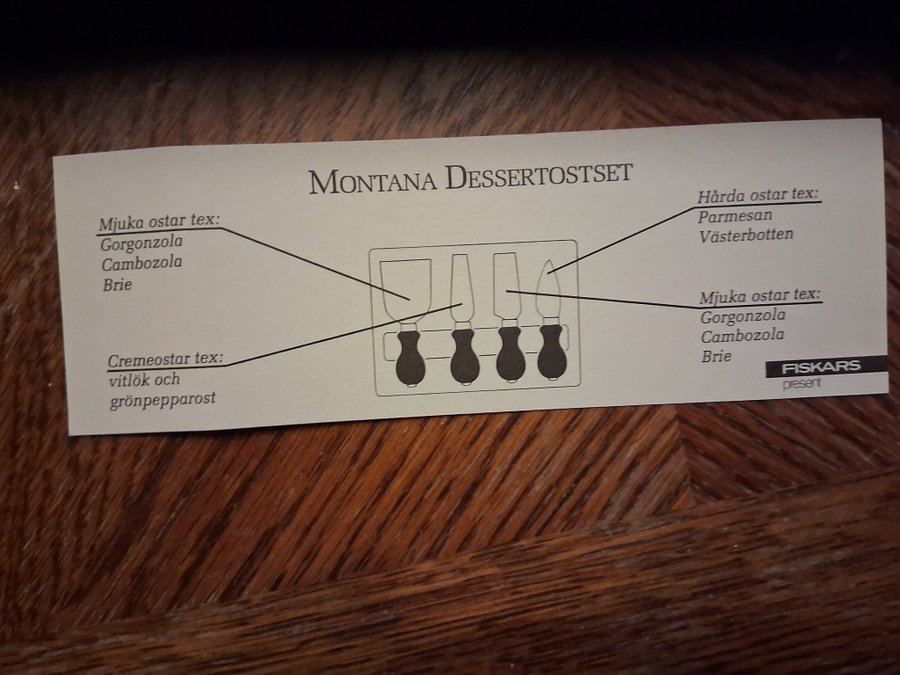 MONTANA DESSERTOSTSET
Mjuka ostar tex:
Gorgonzola
Cambozola
Brie
Cremeostar tex:
vitlök och
grönpepparost
Hårda ostar tex:
Parmesan
Västerbotten
Mjuka ostar tex:
Gorgonzola
Cambozola
Brie
FISKARS
present